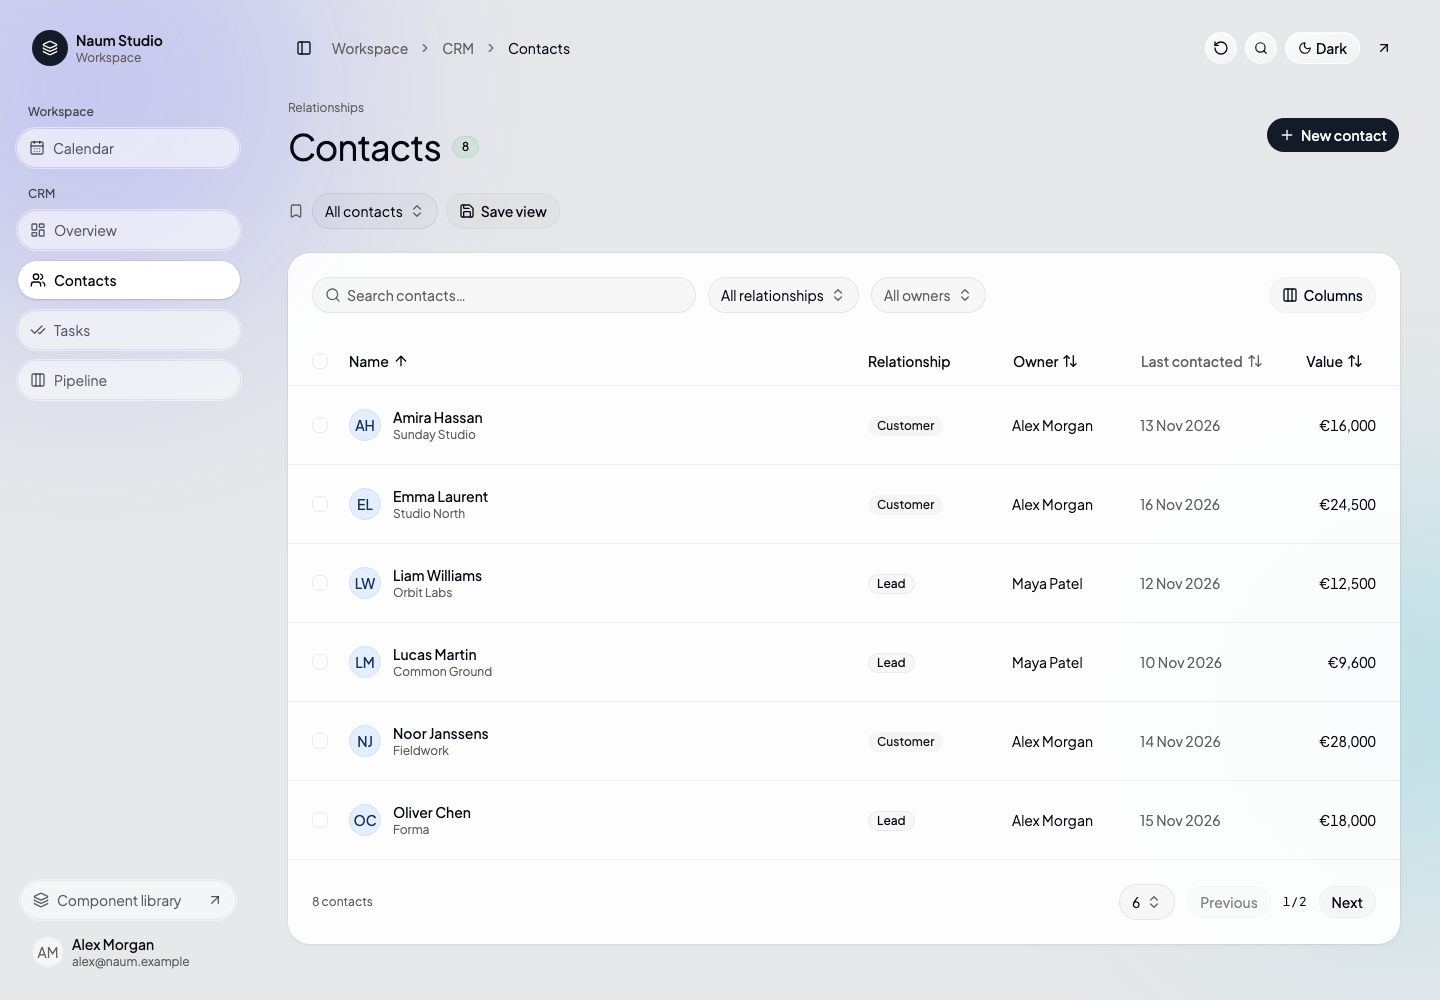 Naum Studio
Workspace
Workspace
Calendar
CRM
Overview
Contacts
Tasks
Pipeline
Component library
AM
Alex Morgan
alex@naum.example
Workspace
CRM
Contacts
Dark
Relationships
Contacts 8
New contact
All contacts
Save view
Search contacts...
All relationships
All owners
Columns
Name Relationship Owner Last contacted Value
AH Amira Hassan Customer Alex Morgan 13 Nov 2026 €16,000
Sunday Studio
EL Emma Laurent Customer Alex Morgan 16 Nov 2026 €24,500
Studio North
LW Liam Williams Lead Maya Patel 12 Nov 2026 €12,500
Orbit Labs
LM Lucas Martin Lead Maya Patel 10 Nov 2026 €9,600
Common Ground
NJ Noor Janssens Customer Alex Morgan 14 Nov 2026 €28,000
Fieldwork
OC Oliver Chen Lead Alex Morgan 15 Nov 2026 €18,000
Forma
8 contacts
6
Previous
1/2
Next